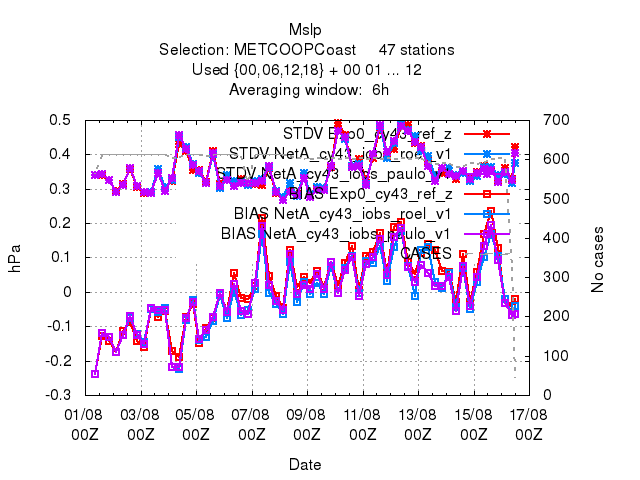 Mslp
Selection: METCOOPCoast 47 stations
Used {00,06,12,18} + 00 01 ... 12
Averaging window: 6h
STDV Exp0_cy43_ref_z
STDV NetA_cy43_iobs_roel_v1
STDV NetA_cy43_iobs_paulo_v1
BIAS Exp0_cy43_ref_z
BIAS NetA_cy43_iobs_roel_v1
BIAS NetA_cy43_iobs_paulo_v1
CASES
hPa
0.5
0.4
0.3
0.2
0.1
0
-0.1
-0.2
-0.3
No cases
700
600
500
400
300
200
100
0
01/08 03/08 05/08 07/08 09/08 11/08 13/08 15/08 17/08
00Z 00Z 00Z 00Z 00Z 00Z 00Z 00Z 00Z
Date